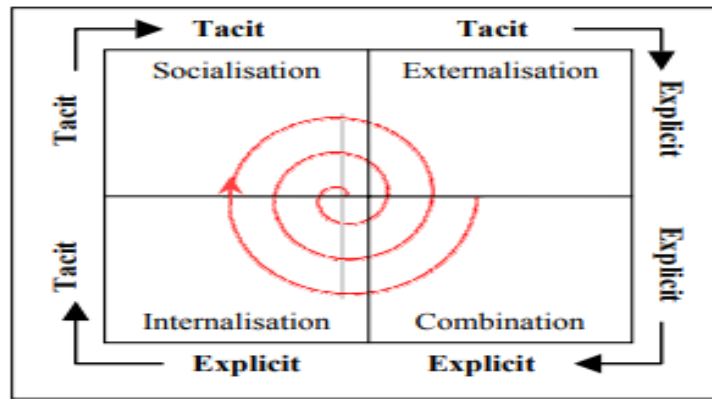 Tacit Tacit
Socialisation Externalisation
Tacit Explicit
Tacit Explicit
Internalisation Combination
Explicit Explicit